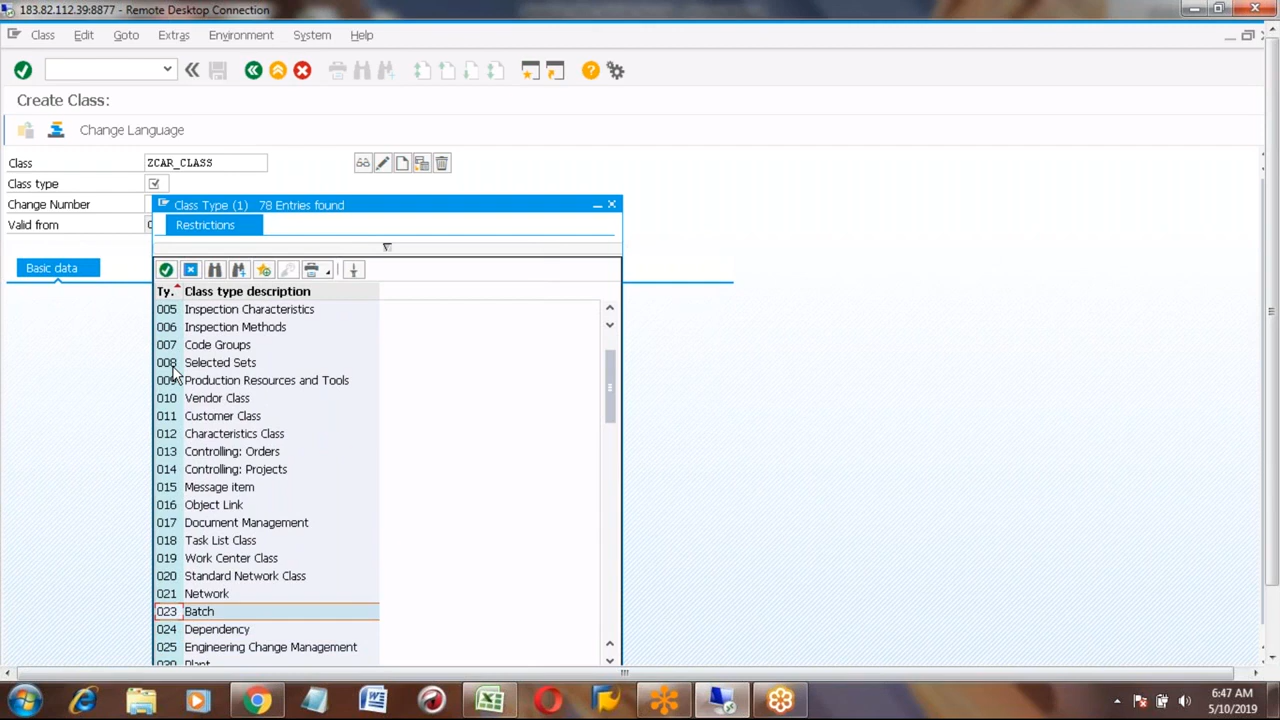 183.82.112.39:8877 - Remote Desktop Connection
Class Edit Goto Extras Environment System Help
Create Class:
Change Language
Class ZCAR_CLASS
Class type
Change Number
Valid from 0
Class Type (1) 78 Entries found
Restrictions
Basic data
Ty. Class type description
005 Inspection Characteristics
006 Inspection Methods
007 Code Groups
008 Selected Sets
009 Production Resources and Tools
010 Vendor Class
011 Customer Class
012 Characteristics Class
013 Controlling: Orders
014 Controlling: Projects
015 Message item
016 Object Link
017 Document Management
018 Task List Class
019 Work Center Class
020 Standard Network Class
021 Network
023 Batch
024 Dependency
025 Engineering Change Management
Plant
6:47 AM
5/10/2019